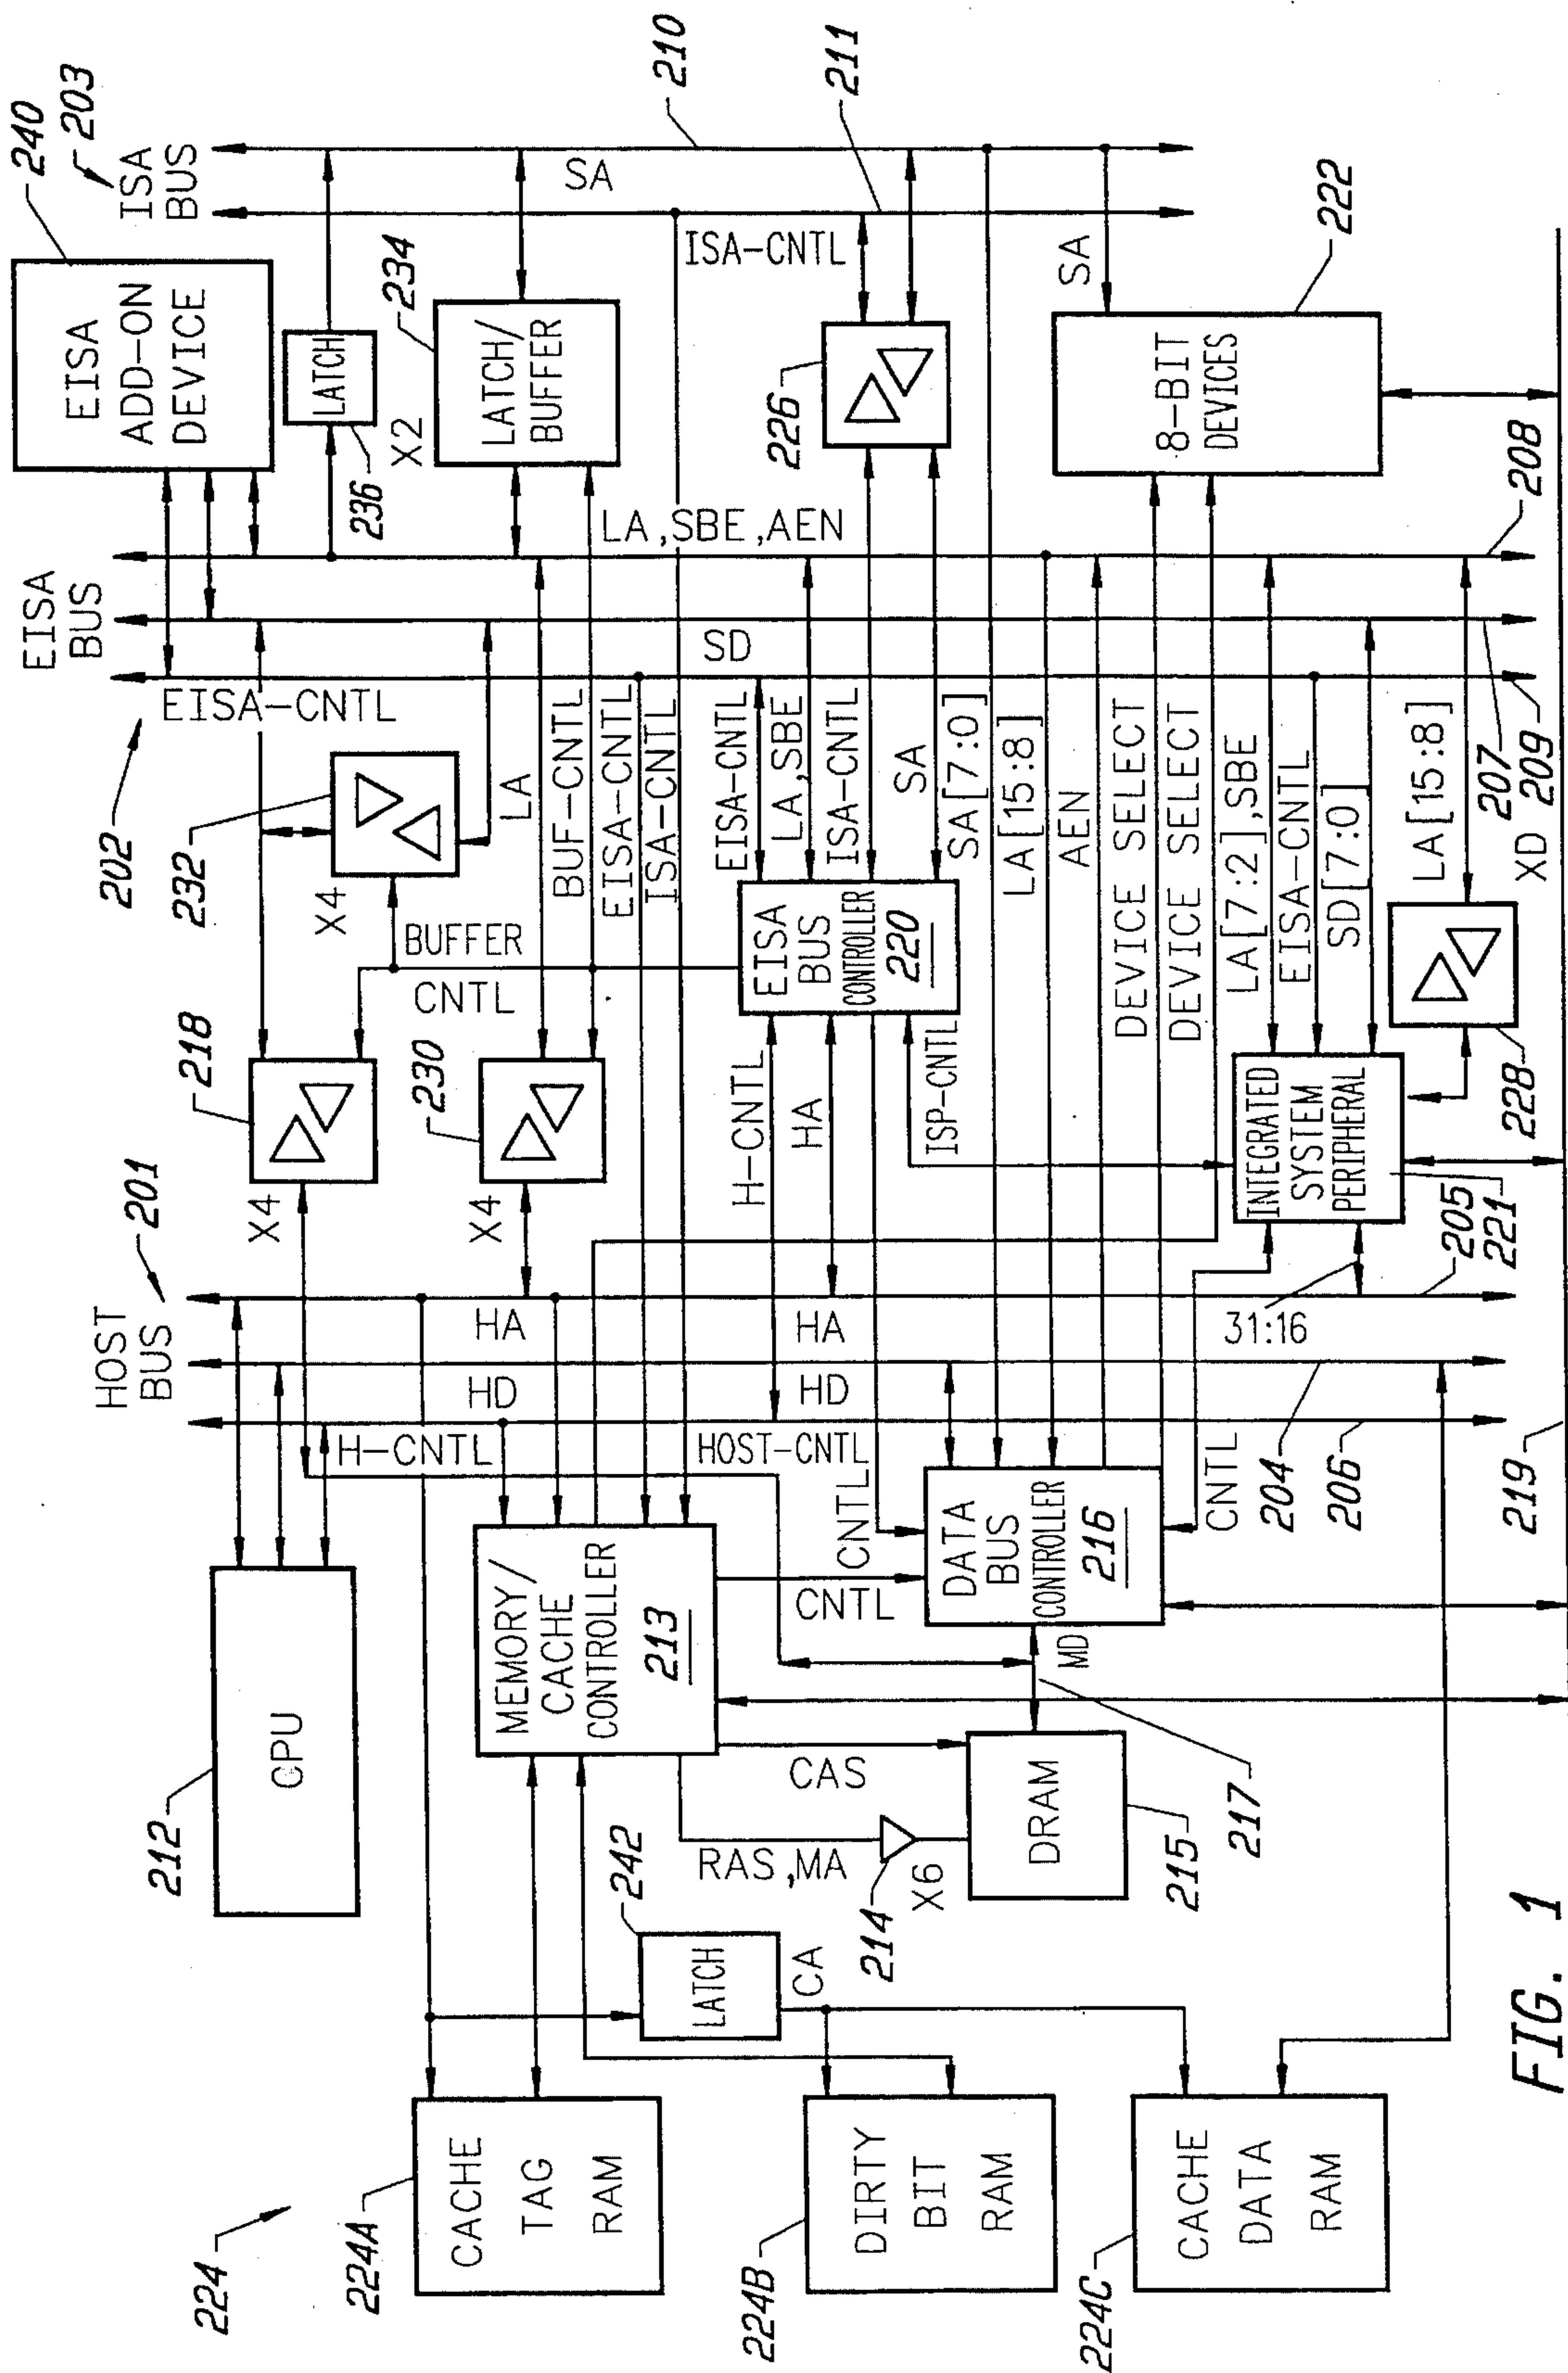 240
203
EISA
ADD-ON
DEVICE
ISA
BUS
LATCH
236
X2
234
LATCH/
BUFFER
SA
210
211
ISA-CNTL
226
SA
222
8-BIT
DEVICES
EISA
BUS
LA,SBE,AEN
208
SD
EISA-CNTL
202
232
X4
LA
BUF-CNTL
EISA-CNTL
ISA-CNTL
EISA-CNTL
LA,SBE
ISA-CNTL
SA
SA[7:0]
LA[15:8]
AEN
DEVICE SELECT
DEVICE SELECT
LA[7:2],SBE
EISA-CNTL
SD[7:0]
LA[15:8]
207
XD 209
BUFFER
CNTL
EISA
BUS
CONTROLLER
220
218
230
X4
X4
H-CNTL
HA
ISP-CNTL
INTEGRATED
SYSTEM
PERIPHERAL
228
221
205
201
HOST
BUS
HA
HA
31:16
HD
HD
H-CNTL
HOST-CNTL
204
206
219
CNTL
CNTL
CNTL
212
CPU
MEMORY/
CACHE
CONTROLLER
213
DATA
BUS
CONTROLLER
216
MD
CAS
RAS,MA
214
X6
DRAM
215
217
242
LATCH
CA
224
224A
CACHE
TAG
RAM
224B
DIRTY
BIT
RAM
224C
CACHE
DATA
RAM
FIG. 1